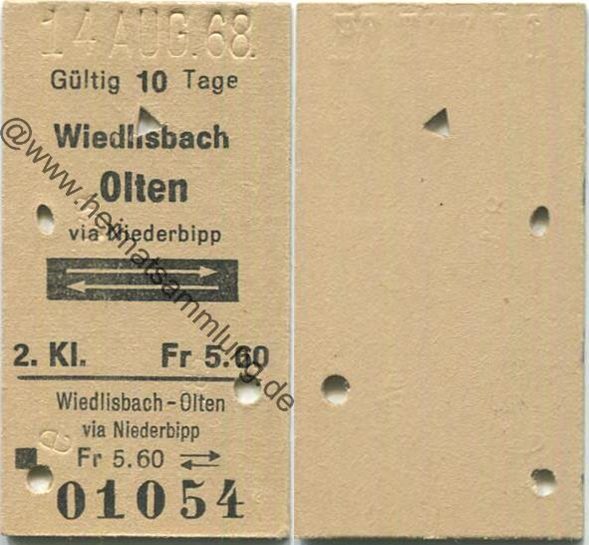 14 AUG. 68.
Gültig 10 Tage
Wiedlisbach
Olten
via Niederbipp
2. Kl. Fr 5.60
Wiedlisbach-Olten
via Niederbipp
Fr 5.60
01054
@www.heimatsammlung.de